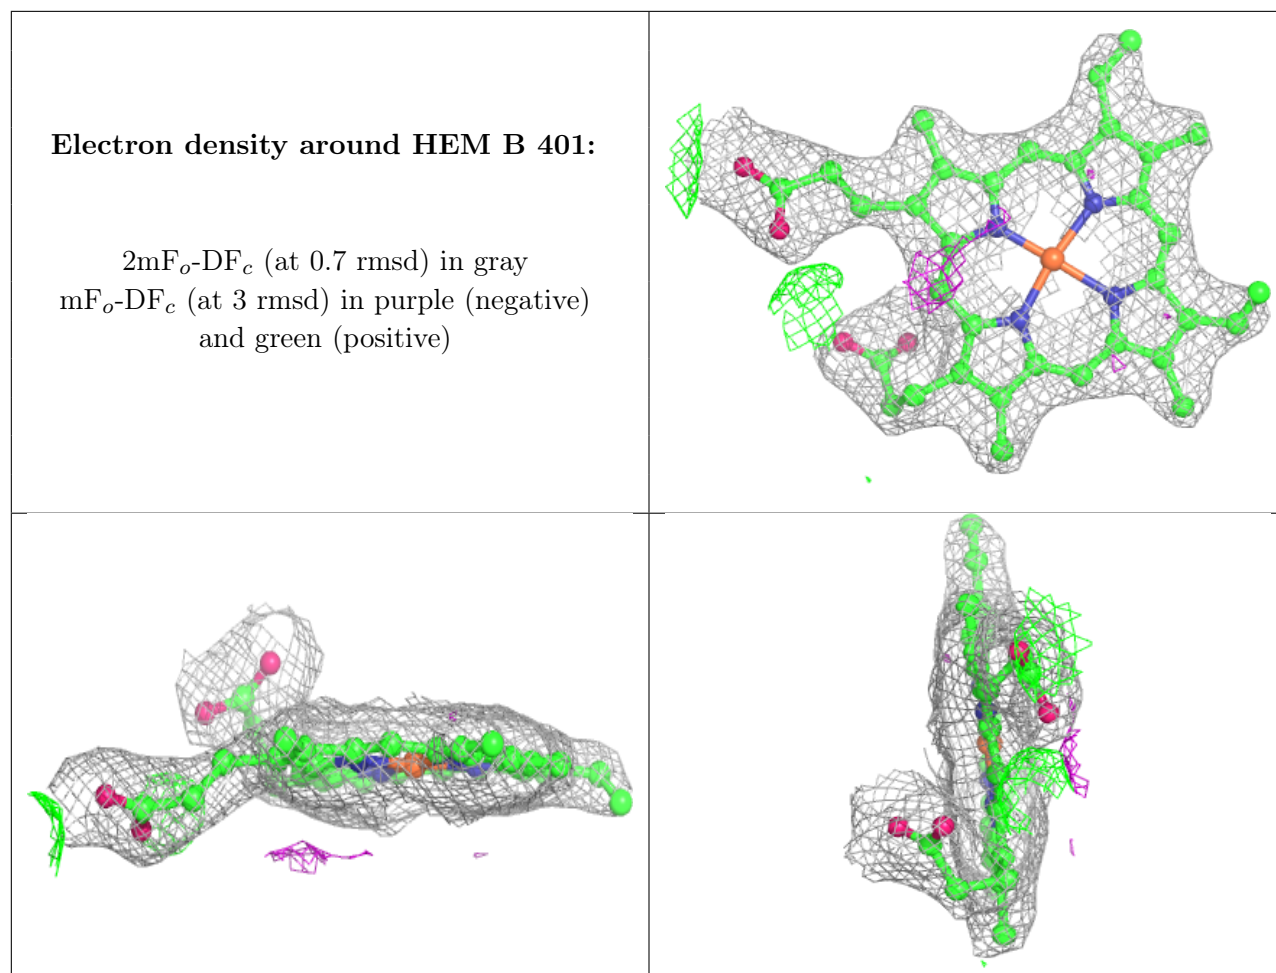 Electron density around HEM B 401:
2mFo-DFc (at 0.7 rmsd) in gray
mFo-DFc (at 3 rmsd) in purple (negative)
and green (positive)